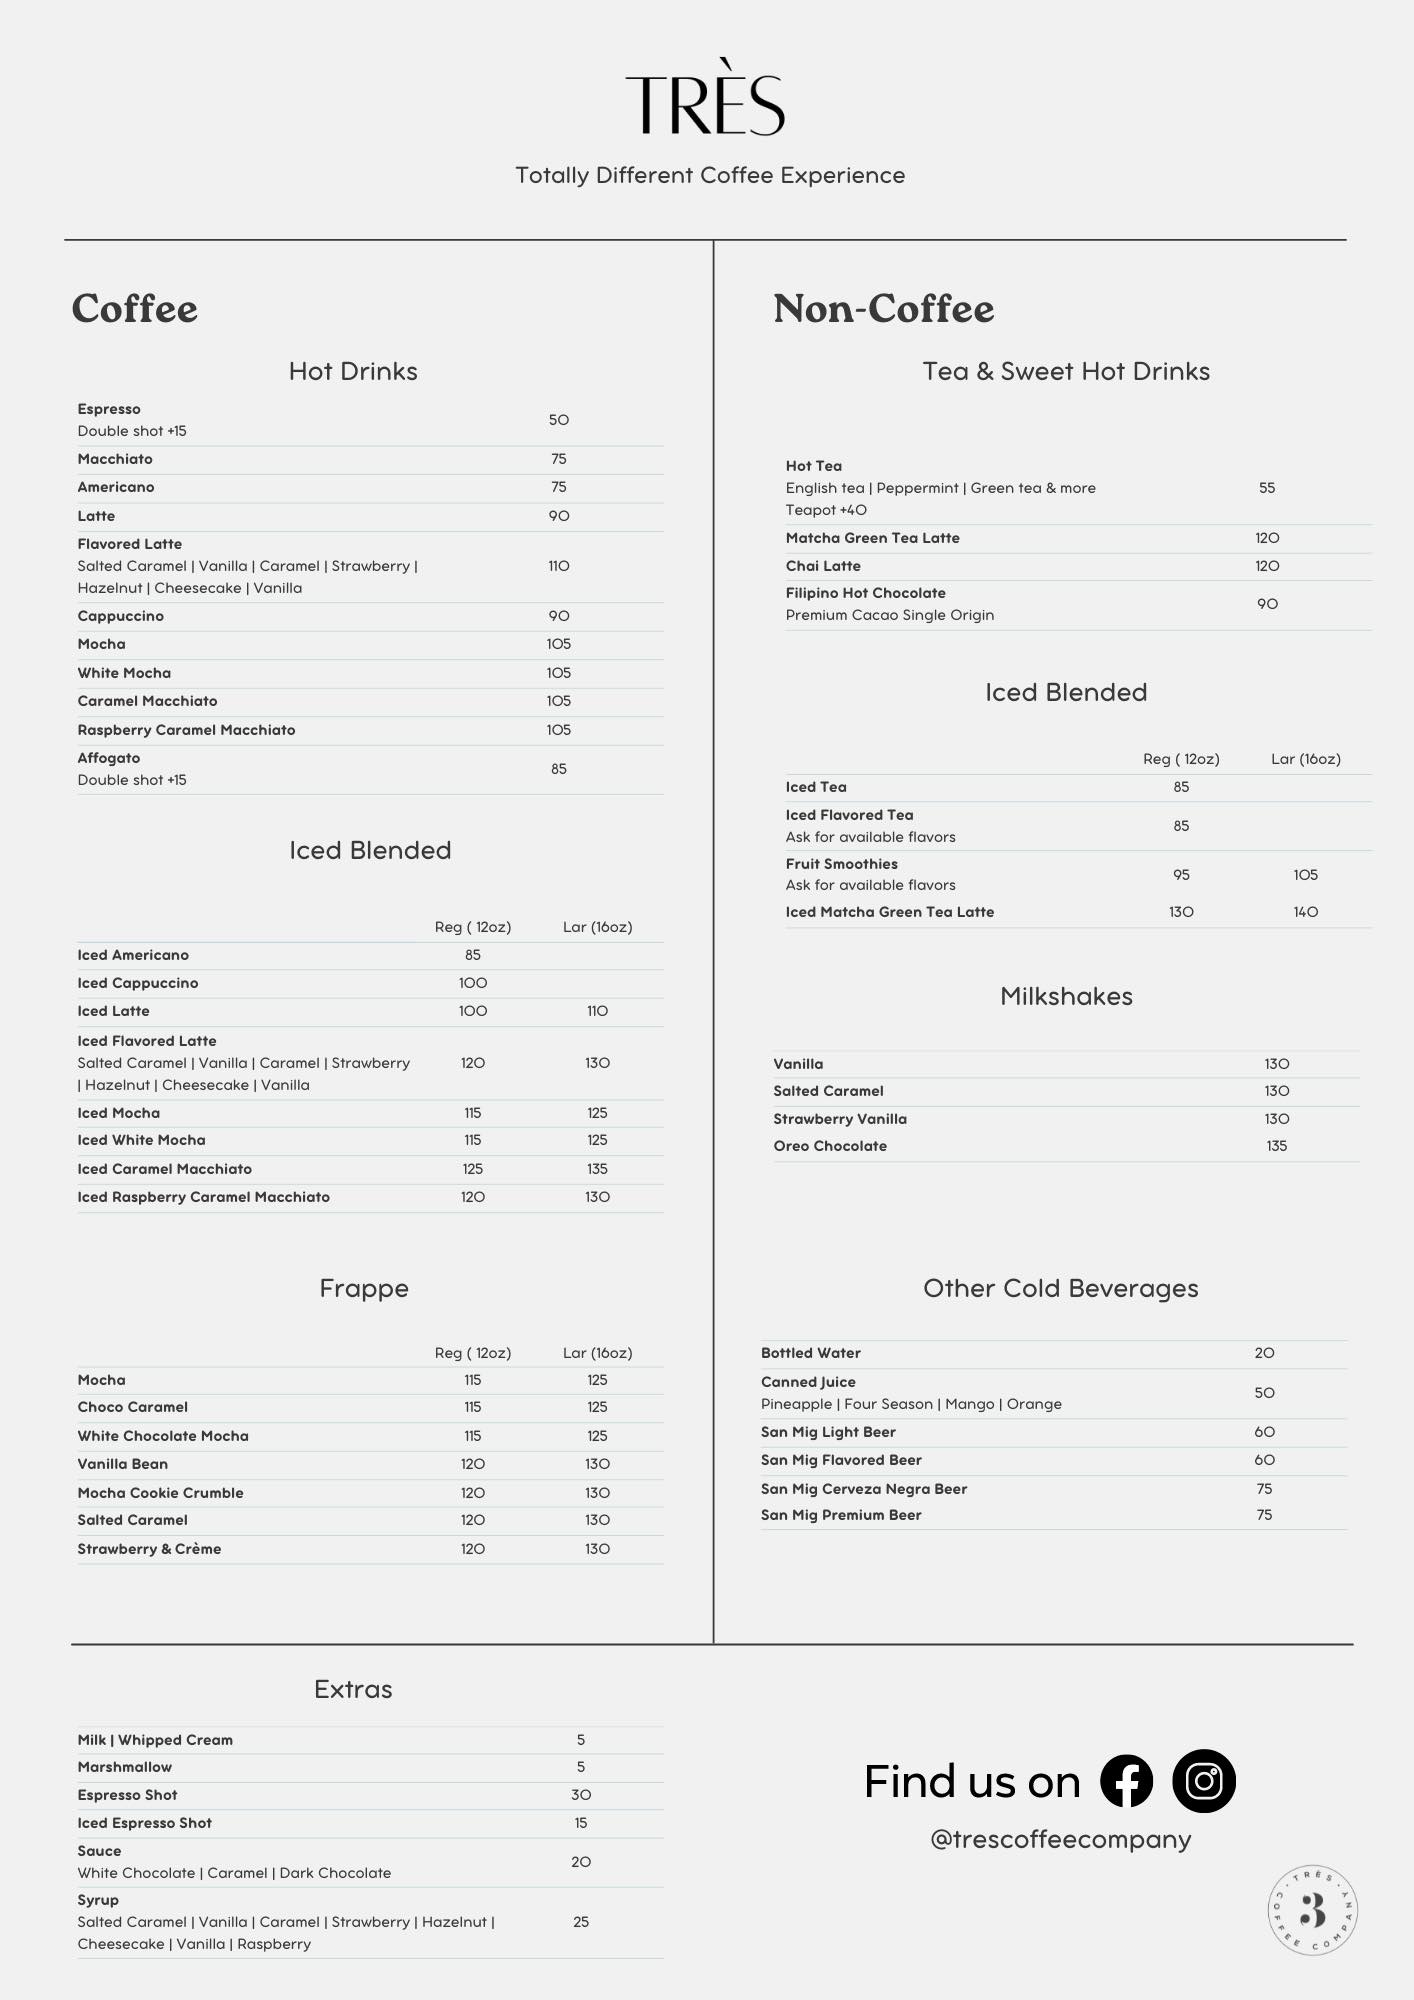 TRÈS
Totally Different Coffee Experience
Coffee
Hot Drinks
Espresso
Double shot +15 50
Macchiato 75
Americano 75
Latte 90
Flavored Latte
Salted Caramel | Vanilla | Caramel | Strawberry | 110
Hazelnut | Cheesecake | Vanilla
Cappuccino 90
Mocha 105
White Mocha 105
Caramel Macchiato 105
Raspberry Caramel Macchiato 105
Affogato
Double shot +15 85
Iced Blended
Reg ( 12oz) Lar (16oz)
Iced Americano 85
Iced Cappuccino 100
Iced Latte 100 110
Iced Flavored Latte
Salted Caramel | Vanilla | Caramel | Strawberry 120 130
| Hazelnut | Cheesecake | Vanilla
Iced Mocha 115 125
Iced White Mocha 115 125
Iced Caramel Macchiato 125 135
Iced Raspberry Caramel Macchiato 120 130
Frappe
Reg ( 12oz) Lar (16oz)
Mocha 115 125
Choco Caramel 115 125
White Chocolate Mocha 115 125
Vanilla Bean 120 130
Mocha Cookie Crumble 120 130
Salted Caramel 120 130
Strawberry & Crème 120 130
Non-Coffee
Tea & Sweet Hot Drinks
Hot Tea
English tea | Peppermint | Green tea & more 55
Teapot +40
Matcha Green Tea Latte 120
Chai Latte 120
Filipino Hot Chocolate
Premium Cacao Single Origin 90
Iced Blended
Reg ( 12oz) Lar (16oz)
Iced Tea 85
Iced Flavored Tea
Ask for available flavors 85
Fruit Smoothies
Ask for available flavors 95 105
Iced Matcha Green Tea Latte 130 140
Milkshakes
Vanilla 130
Salted Caramel 130
Strawberry Vanilla 130
Oreo Chocolate 135
Other Cold Beverages
Bottled Water 20
Canned Juice
Pineapple | Four Season | Mango | Orange 50
San Mig Light Beer 60
San Mig Flavored Beer 60
San Mig Cerveza Negra Beer 75
San Mig Premium Beer 75
Extras
Milk | Whipped Cream 5
Marshmallow 5
Espresso Shot 30
Iced Espresso Shot 15
Sauce
White Chocolate | Caramel | Dark Chocolate 20
Syrup
Salted Caramel | Vanilla | Caramel | Strawberry | Hazelnut | 25
Cheesecake | Vanilla | Raspberry
Find us on
@trescoffeecompany
· TRÈS ·
3
COFFEE COMPANY